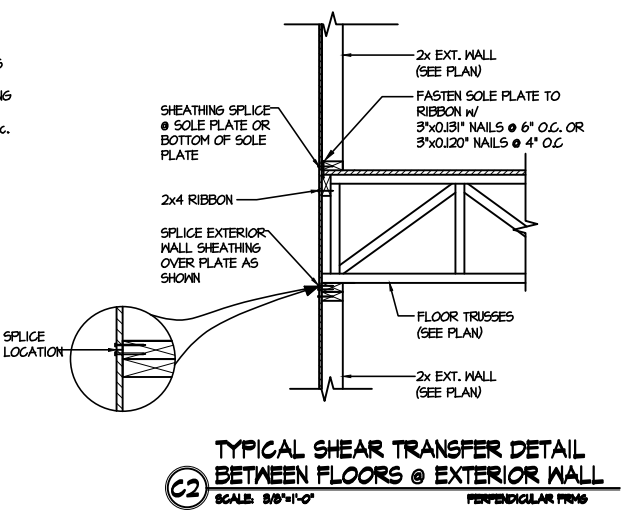 S
NG
C.
2x EXT. WALL
(SEE PLAN)
FASTEN SOLE PLATE TO
RIBBON W/
3"x0.131" NAILS @ 6" O.C. OR
3"x0.120" NAILS @ 4" O.C
SHEATHING SPLICE
@ SOLE PLATE OR
BOTTOM OF SOLE
PLATE
2x4 RIBBON
SPLICE EXTERIOR
WALL SHEATHING
OVER PLATE AS
SHOWN
SPLICE
LOCATION
FLOOR TRUSSES
(SEE PLAN)
2x EXT. WALL
(SEE PLAN)
TYPICAL SHEAR TRANSFER DETAIL
C2 BETWEEN FLOORS @ EXTERIOR WALL
SCALE: 3/8"=1'-0" PERPENDICULAR FRMG